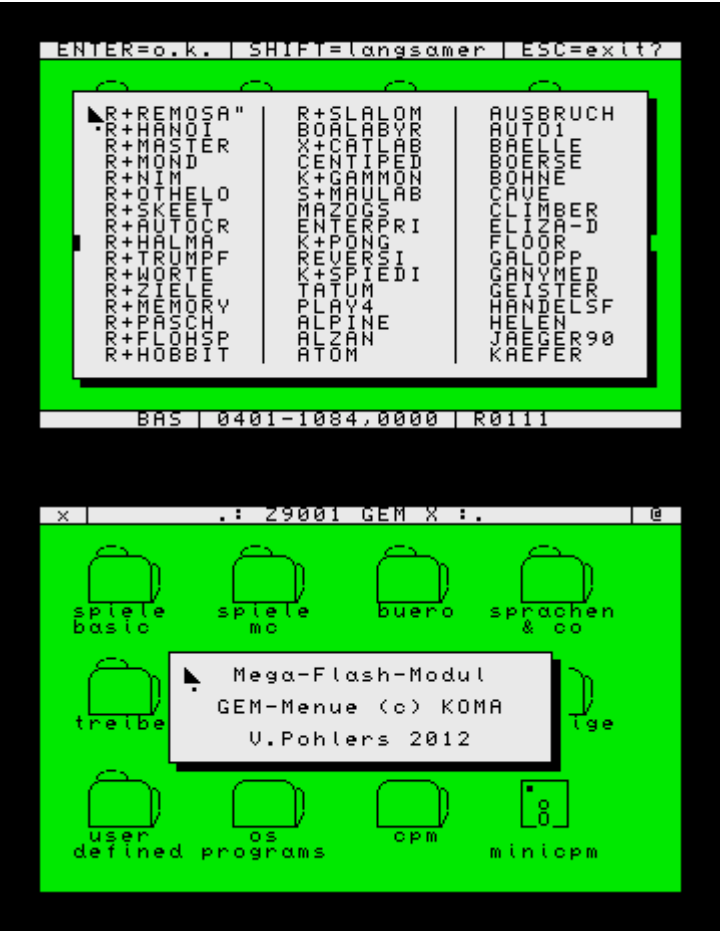 ENTER=o.k. | SHIFT=langsamer | ESC=exit?
R+REMOSA" | R+SLALOM | AUSBRUCH
R+HANOI | BOALABYR | AUTO1
R+MASTER | X+CATLAB | BAELLE
R+MOND | CENTIPED | BOERSE
R+NIM | K+GAMMON | BOHNE
R+OTHELO | S+MAULAB | CAVE
R+SKEET | MAZOGS | CLIMBER
R+AUTOCR | ENTERPRI | ELIZA-D
R+HALMA | K+PONG | FLOOR
R+TRUMPF | REVERSI | GALOPP
R+WORTE | K+SPIEDI | GANYMED
R+ZIELE | TATUM | GEISTER
R+MEMORY | PLAY4 | HANDELSF
R+PASCH | ALPINE | HELEN
R+FLOHSP | ALZAN | JAEGER90
R+HOBBIT | ATOM | KAEFER
BAS | 0401-1084,0000 | R0111
x | .: Z9001 GEM X :. | @
spiele spiele buero sprachen
basic mc & co
Mega-Flash-Modul
GEM-Menue (c) KOMA
V.Pohlers 2012
treibe ige
user os cpm
defined programs minicpm